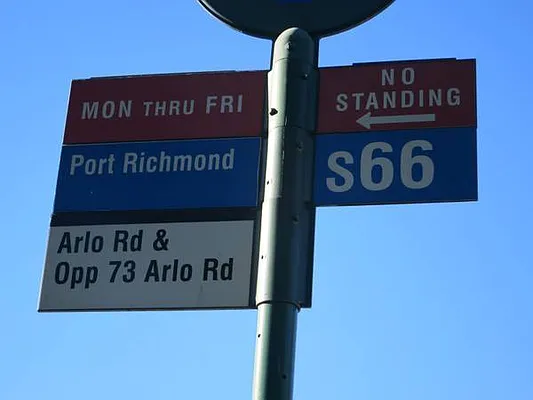 MON THRU FRI
Port Richmond
Arlo Rd &
Opp 73 Arlo Rd
NO
STANDING
S66